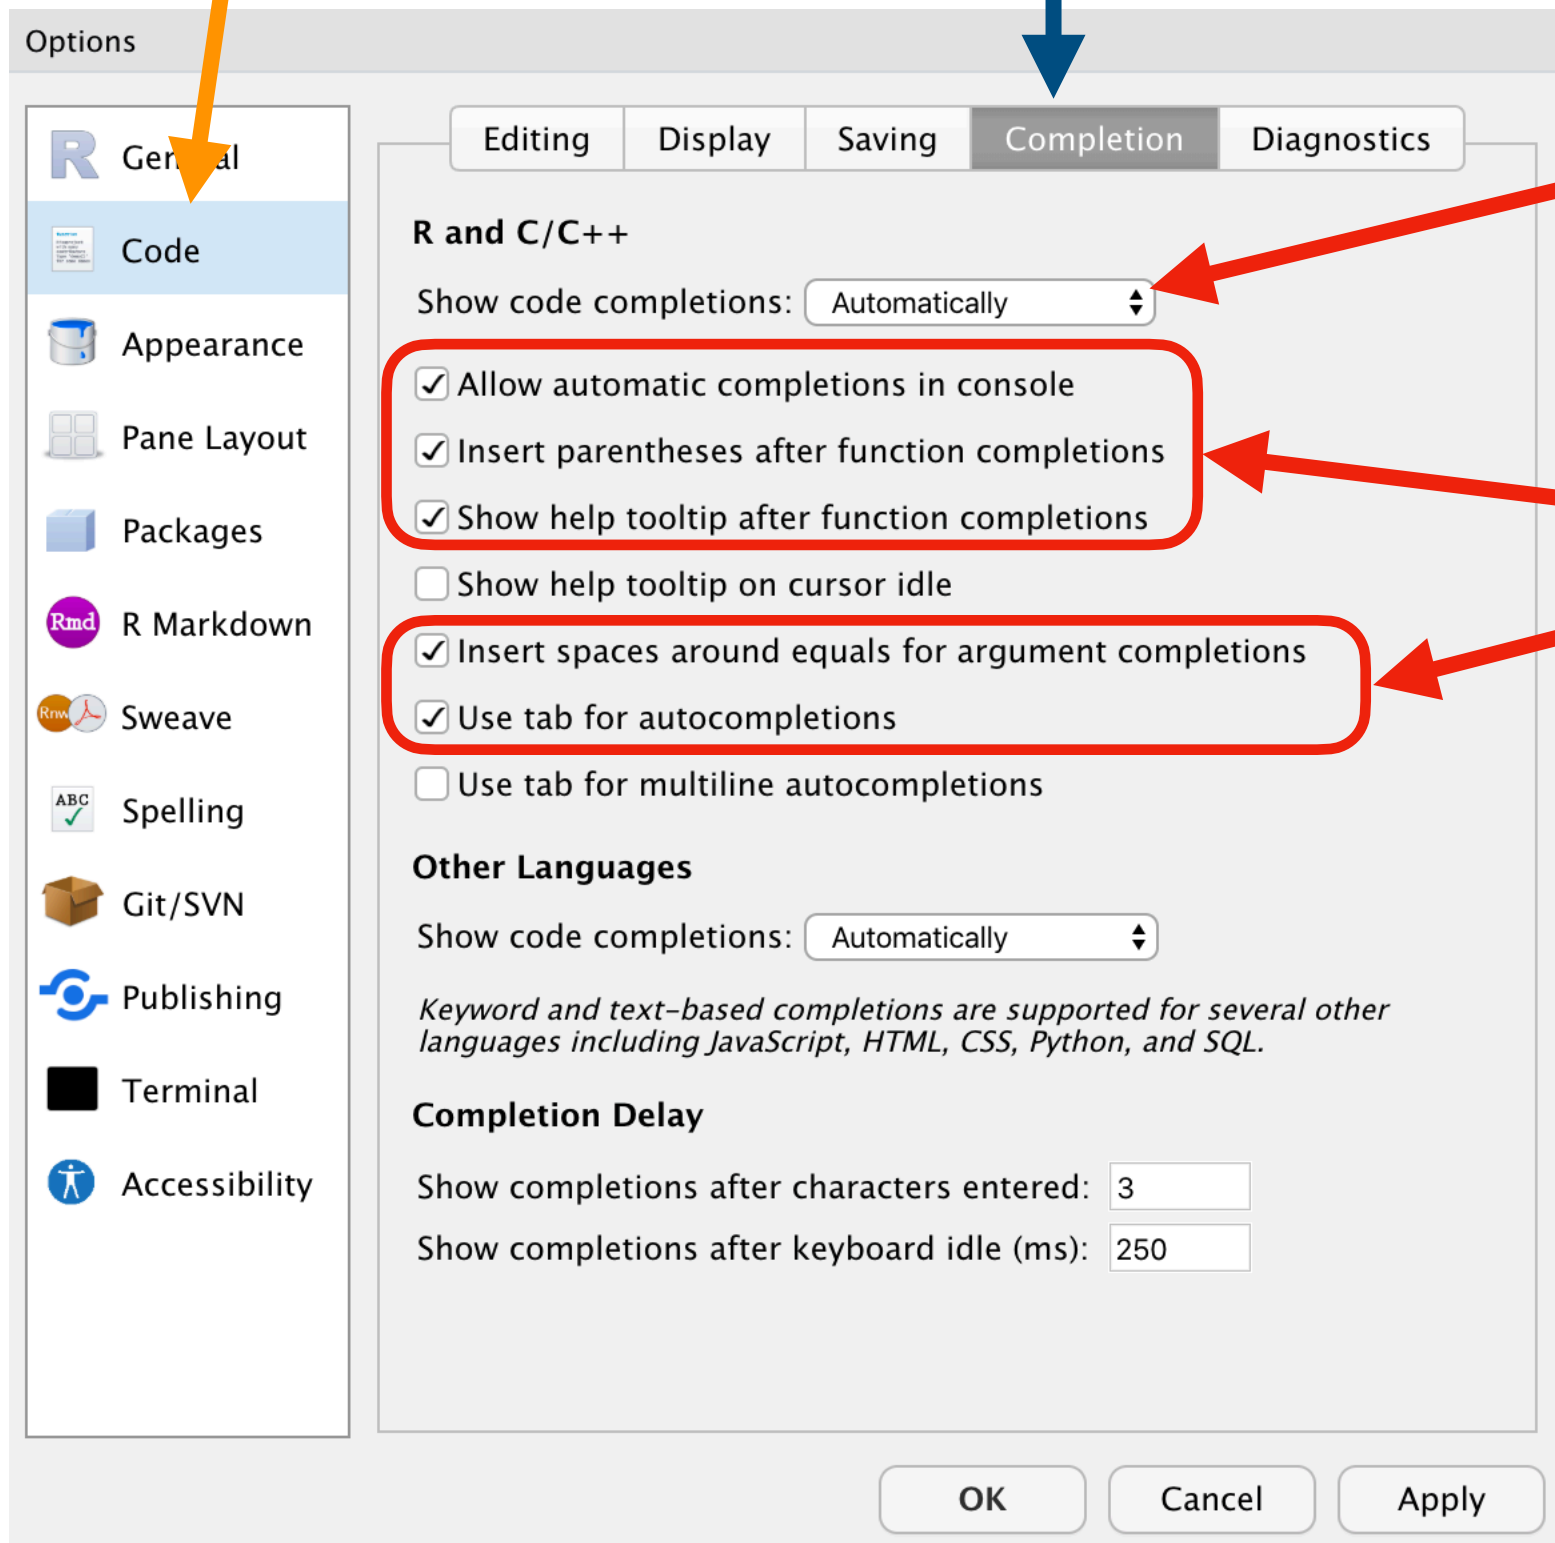 Options
General
Code
Appearance
Pane Layout
Packages
Rmd
R Markdown
Rnw
Sweave
ABC
Spelling
Git/SVN
Publishing
Terminal
Accessibility
Editing
Display
Saving
Completion
Diagnostics
R and C/C++
Show code completions: Automatically
Allow automatic completions in console
Insert parentheses after function completions
Show help tooltip after function completions
Show help tooltip on cursor idle
Insert spaces around equals for argument completions
Use tab for autocompletions
Use tab for multiline autocompletions
Other Languages
Show code completions: Automatically
Keyword and text-based completions are supported for several other
languages including JavaScript, HTML, CSS, Python, and SQL.
Completion Delay
Show completions after characters entered: 3
Show completions after keyboard idle (ms): 250
OK
Cancel
Apply